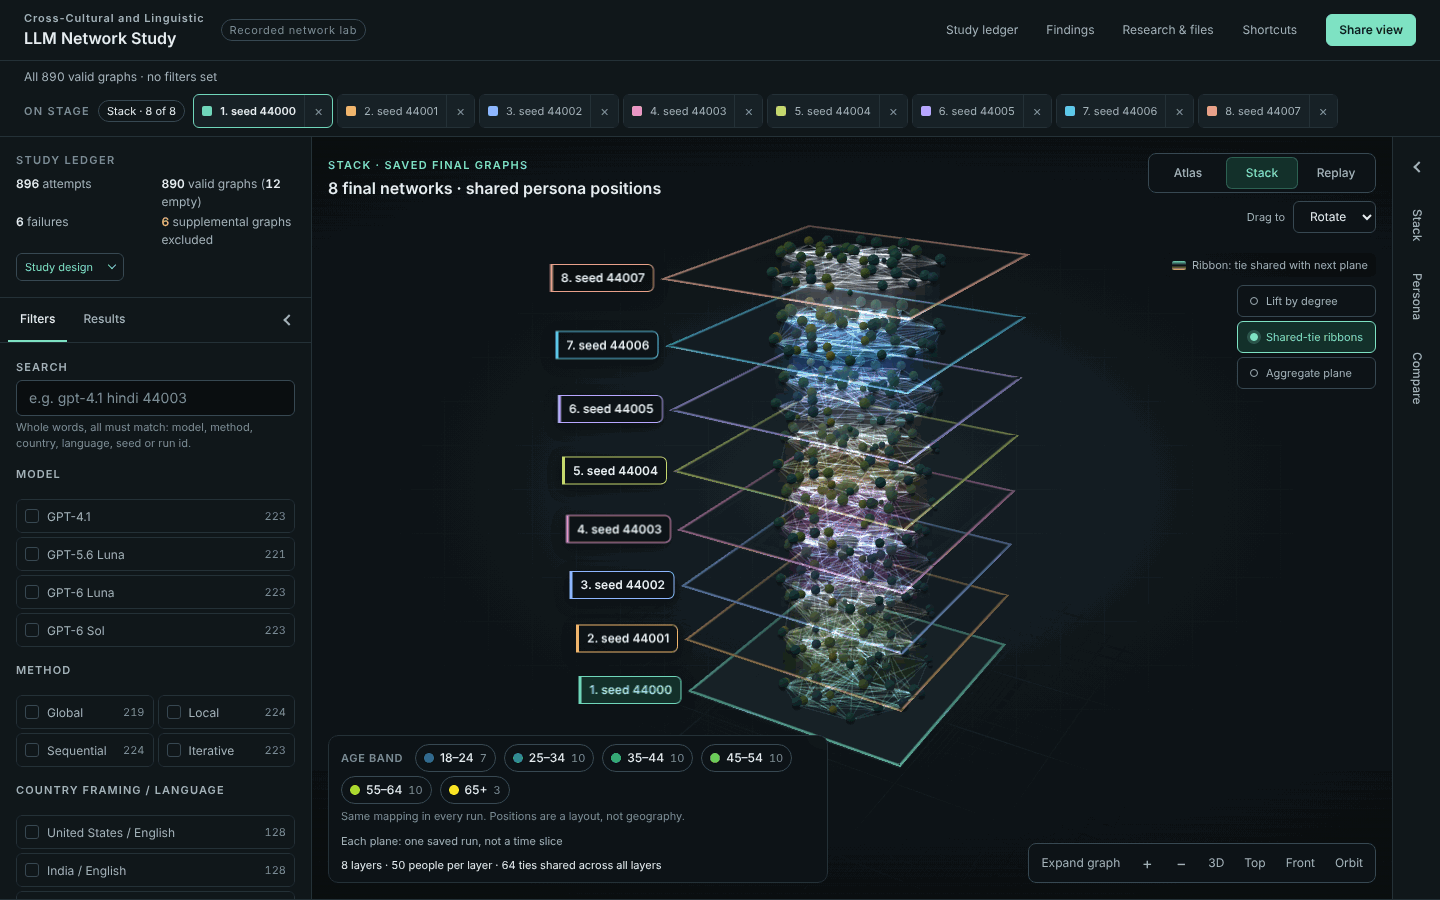 Cross-Cultural and Linguistic
LLM Network Study
Recorded network lab
Study ledger
Findings
Research & files
Shortcuts
Share view
All 890 valid graphs · no filters set
ON STAGE
Stack · 8 of 8
1. seed 44000 ×
2. seed 44001 ×
3. seed 44002 ×
4. seed 44003 ×
5. seed 44004 ×
6. seed 44005 ×
7. seed 44006 ×
8. seed 44007 ×
STUDY LEDGER
896 attempts
890 valid graphs (12
empty)
6 failures
6 supplemental graphs
excluded
Study design
Filters
Results
SEARCH
e.g. gpt-4.1 hindi 44003
Whole words, all must match: model, method,
country, language, seed or run id.
MODEL
GPT-4.1 223
GPT-5.6 Luna 221
GPT-6 Luna 223
GPT-6 Sol 223
METHOD
Global 219
Local 224
Sequential 224
Iterative 223
COUNTRY FRAMING / LANGUAGE
United States / English 128
India / English 128
STACK · SAVED FINAL GRAPHS
8 final networks · shared persona positions
Atlas
Stack
Replay
Drag to
Rotate
Ribbon: tie shared with next plane
Lift by degree
Shared-tie ribbons
Aggregate plane
8. seed 44007
7. seed 44006
6. seed 44005
5. seed 44004
4. seed 44003
3. seed 44002
2. seed 44001
1. seed 44000
AGE BAND
18–24 7
25–34 10
35–44 10
45–54 10
55–64 10
65+ 3
Same mapping in every run. Positions are a layout, not geography.
Each plane: one saved run, not a time slice
8 layers · 50 people per layer · 64 ties shared across all layers
Expand graph
+
−
3D
Top
Front
Orbit
Stack
Persona
Compare